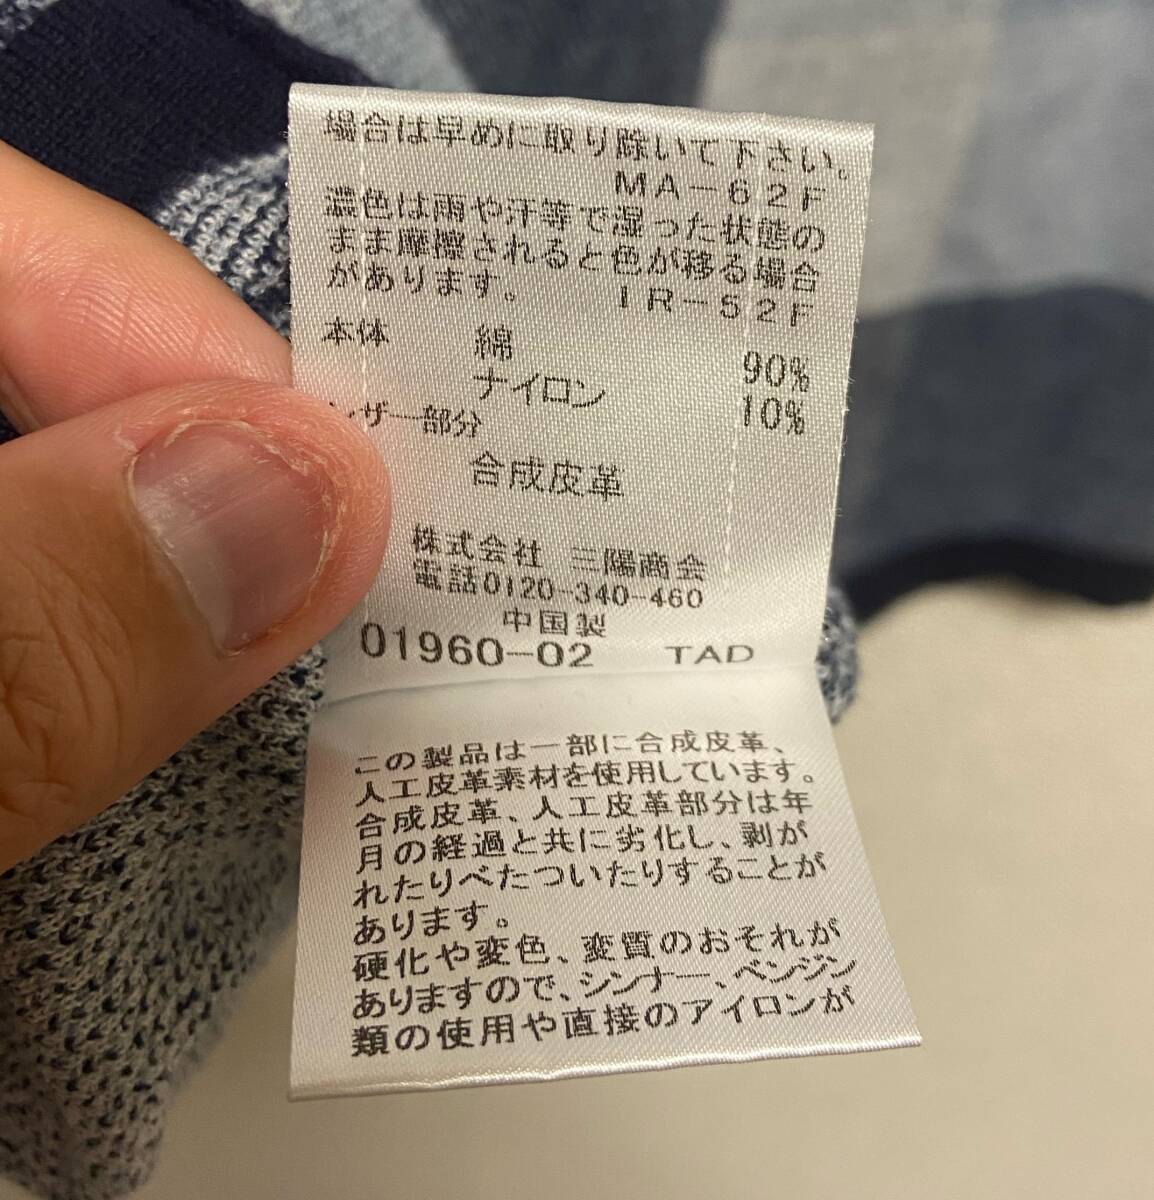 場合は早めに取り除いて下さい。
MA-62F
濃色は雨や汗等で湿った状態の
まま摩擦されると色が移る場合
があります。 IR-52F
本体 綿 90%
ナイロン 10%
ザー部分
合成皮革
株式会社 三陽商会
電話0120-340-460
中国製
01960-02 TAD
この製品は一部に合成皮革、
人工皮革素材を使用しています。
合成皮革、人工皮革部分は年
月の経過と共に劣化し、剥が
れたりべたついたりすることが
あります。
硬化や変色、変質のおそれが
ありますので、シンナー、ベンジン
類の使用や直接のアイロンが